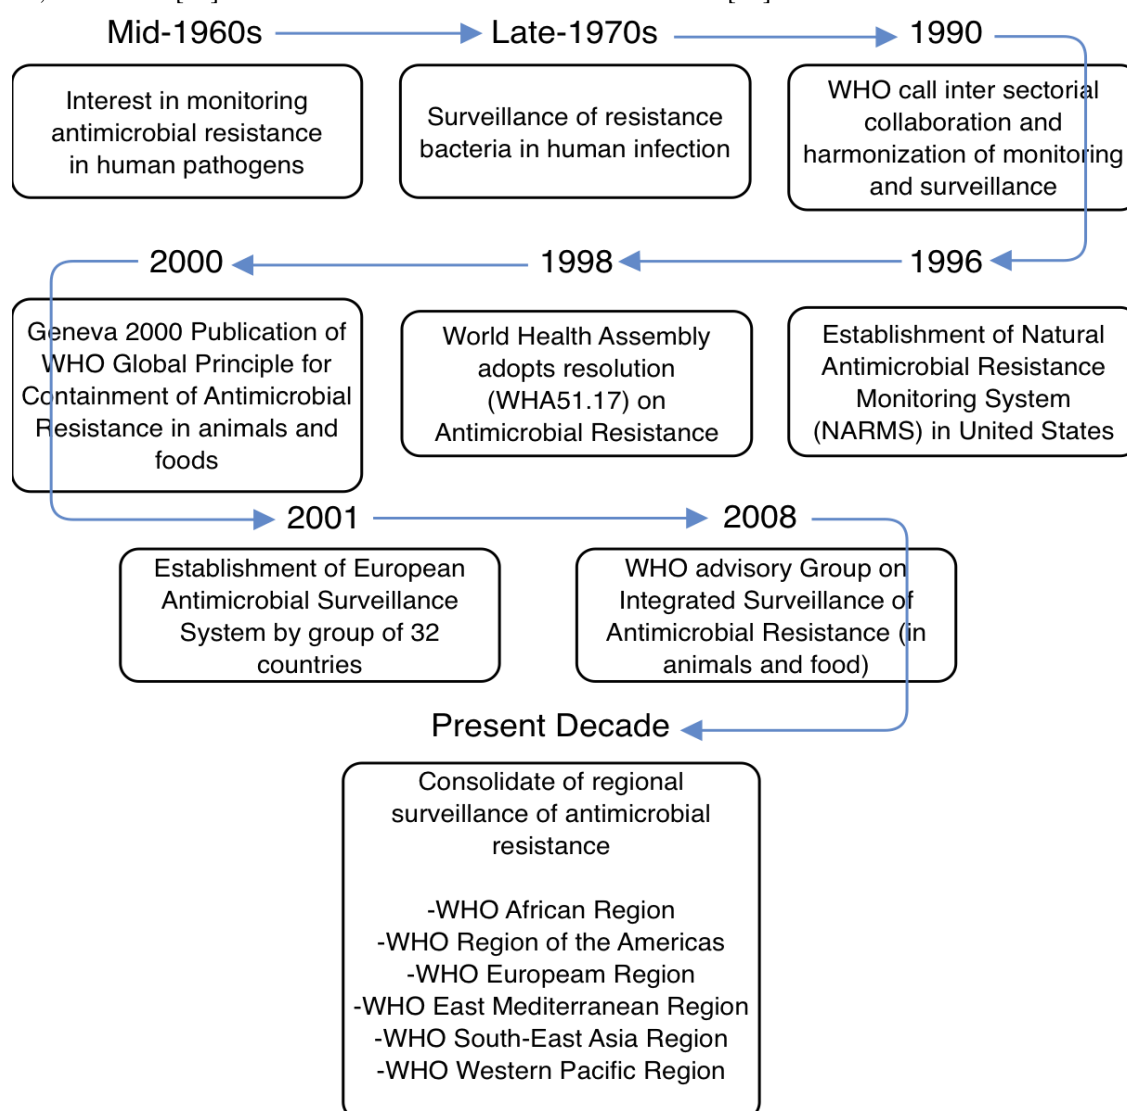 Mid-1960s
Late-1970s
1990
Interest in monitoring
antimicrobial resistance
in human pathogens
Surveillance of resistance
bacteria in human infection
WHO call inter sectorial
collaboration and
harmonization of monitoring
and surveillance
2000
1998
1996
Geneva 2000 Publication of
WHO Global Principle for
Containment of Antimicrobial
Resistance in animals and
foods
World Health Assembly
adopts resolution
(WHA51.17) on
Antimicrobial Resistance
Establishment of Natural
Antimicrobial Resistance
Monitoring System
(NARMS) in United States
2001
2008
Establishment of European
Antimicrobial Surveillance
System by group of 32
countries
WHO advisory Group on
Integrated Surveillance of
Antimicrobial Resistance (in
animals and food)
Present Decade
Consolidate of regional
surveillance of antimicrobial
resistance
-WHO African Region
-WHO Region of the Americas
-WHO Europeam Region
-WHO East Mediterranean Region
-WHO South-East Asia Region
-WHO Western Pacific Region